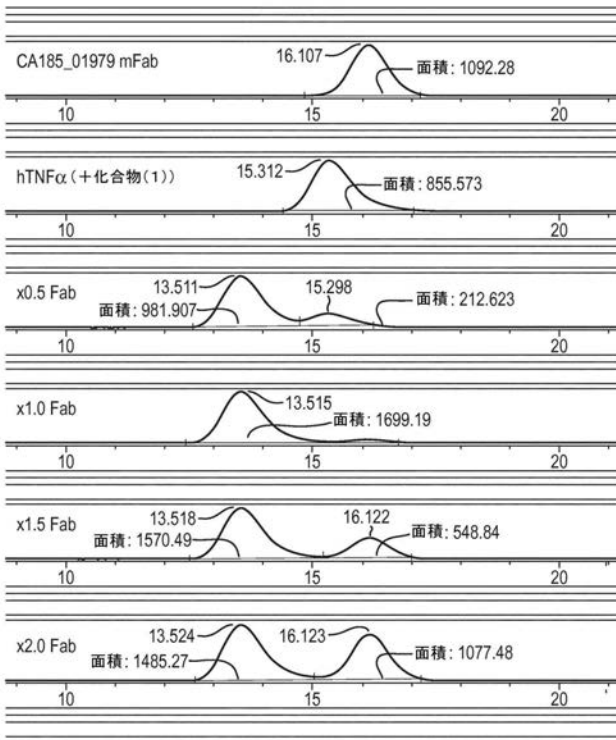 CA185_01979 mFab
16.107
面積: 1092.28
10 15 20
hTNFα (+化合物(1))
15.312
面積: 855.573
10 15 20
x0.5 Fab
13.511
面積: 981.907
15.298
面積: 212.623
10 15 20
x1.0 Fab
13.515
面積: 1699.19
10 15 20
x1.5 Fab
13.518
面積: 1570.49
16.122
面積: 548.84
10 15 20
x2.0 Fab
13.524
面積: 1485.27
16.123
面積: 1077.48
10 15 20